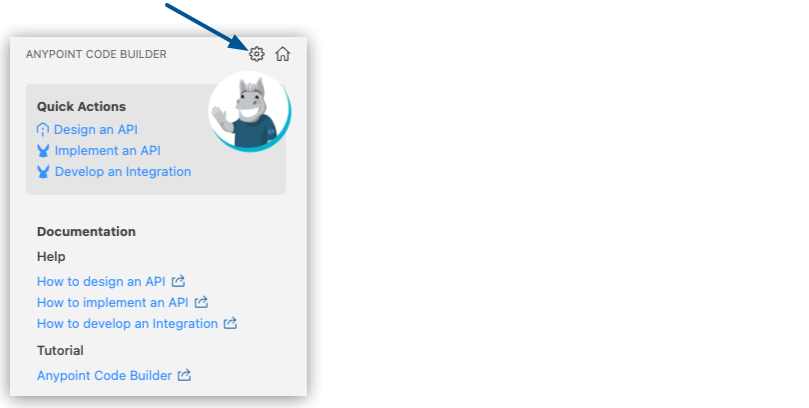 ANYPOINT CODE BUILDER
Quick Actions
Design an API
Implement an API
Develop an Integration
Documentation
Help
How to design an API
How to implement an API
How to develop an Integration
Tutorial
Anypoint Code Builder